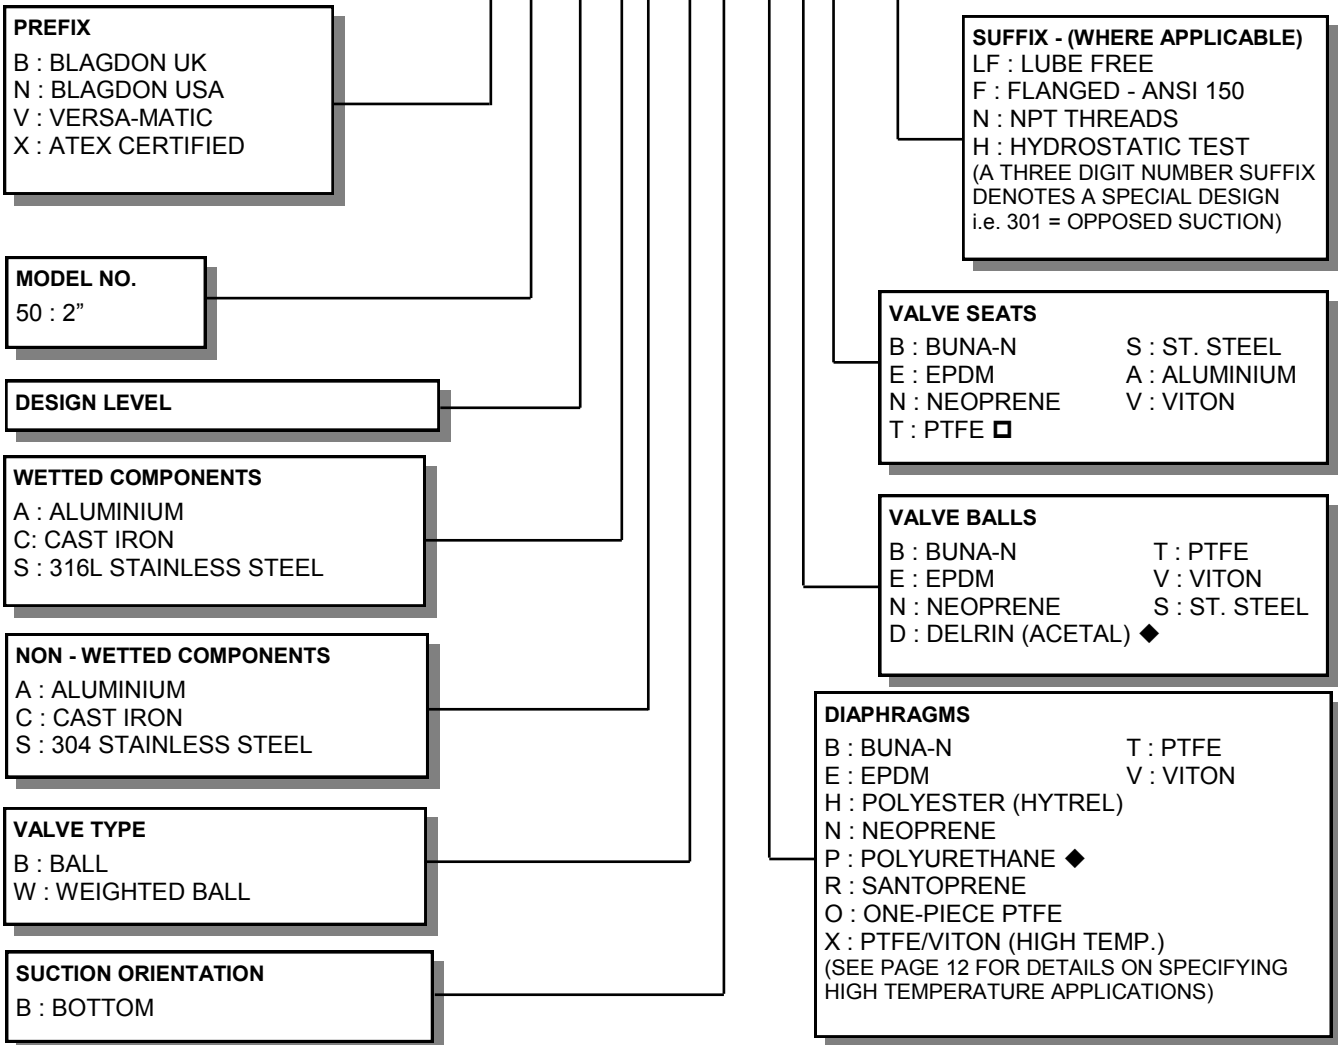 PREFIX
B : BLAGDON UK
N : BLAGDON USA
V : VERSA-MATIC
X : ATEX CERTIFIED
MODEL NO.
50 : 2”
DESIGN LEVEL
WETTED COMPONENTS
A : ALUMINIUM
C: CAST IRON
S : 316L STAINLESS STEEL
NON - WETTED COMPONENTS
A : ALUMINIUM
C : CAST IRON
S : 304 STAINLESS STEEL
VALVE TYPE
B : BALL
W : WEIGHTED BALL
SUCTION ORIENTATION
B : BOTTOM
SUFFIX - (WHERE APPLICABLE)
LF : LUBE FREE
F : FLANGED - ANSI 150
N : NPT THREADS
H : HYDROSTATIC TEST
(A THREE DIGIT NUMBER SUFFIX
DENOTES A SPECIAL DESIGN
i.e. 301 = OPPOSED SUCTION)
VALVE SEATS
B : BUNA-N S : ST. STEEL
E : EPDM A : ALUMINIUM
N : NEOPRENE V : VITON
T : PTFE
VALVE BALLS
B : BUNA-N T : PTFE
E : EPDM V : VITON
N : NEOPRENE S : ST. STEEL
D : DELRIN (ACETAL) ◆
DIAPHRAGMS
B : BUNA-N T : PTFE
E : EPDM V : VITON
H : POLYESTER (HYTREL)
N : NEOPRENE
P : POLYURETHANE ◆
R : SANTOPRENE
O : ONE-PIECE PTFE
X : PTFE/VITON (HIGH TEMP.)
(SEE PAGE 12 FOR DETAILS ON SPECIFYING
HIGH TEMPERATURE APPLICATIONS)